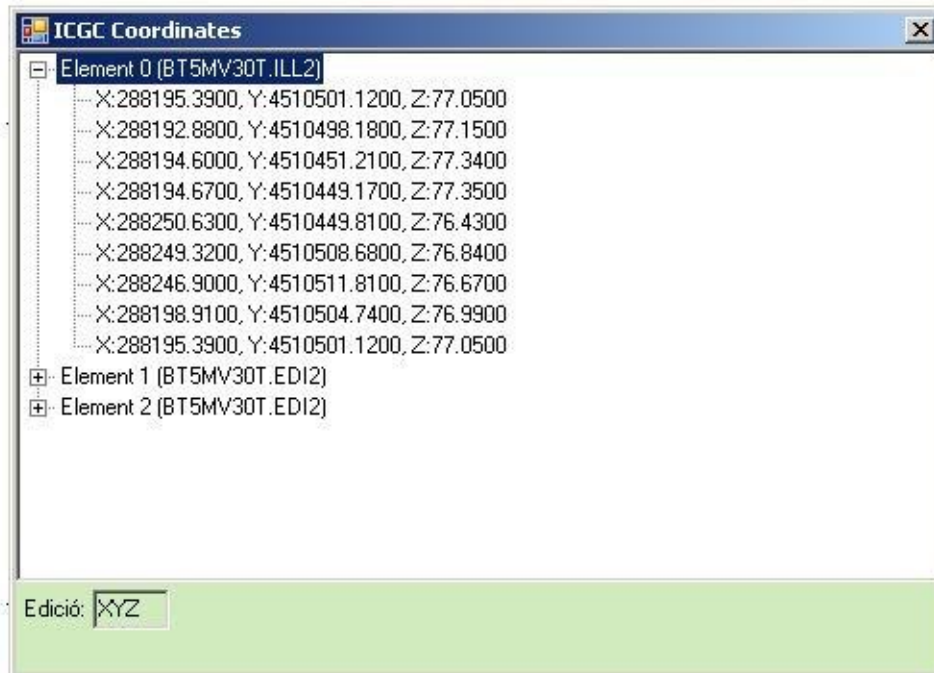 ICGC Coordinates
Element 0 (BT5MV30T.ILL2)
X:288195.3900, Y:4510501.1200, Z:77.0500
X:288192.8800, Y:4510498.1800, Z:77.1500
X:288194.6000, Y:4510451.2100, Z:77.3400
X:288194.6700, Y:4510449.1700, Z:77.3500
X:288250.6300, Y:4510449.8100, Z:76.4300
X:288249.3200, Y:4510508.6800, Z:76.8400
X:288246.9000, Y:4510511.8100, Z:76.6700
X:288198.9100, Y:4510504.7400, Z:76.9900
X:288195.3900, Y:4510501.1200, Z:77.0500
Element 1 (BT5MV30T.EDI2)
Element 2 (BT5MV30T.EDI2)
Edició: XYZ